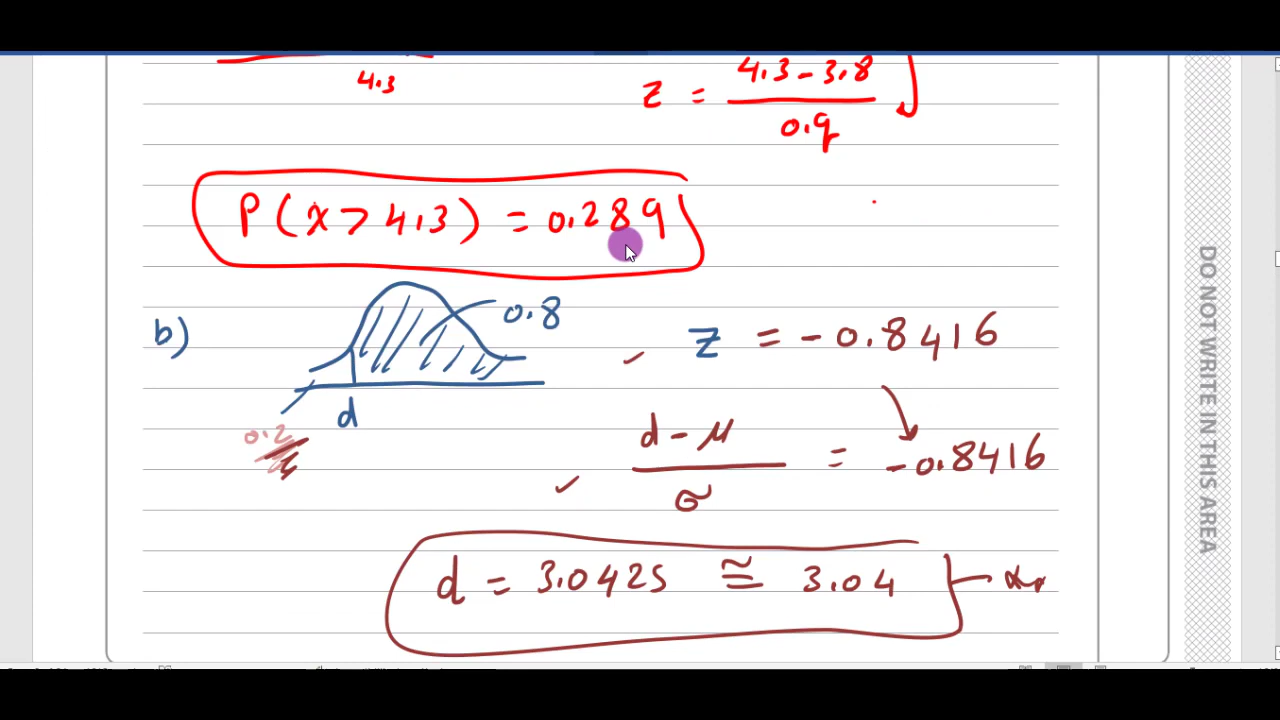 4.3
z = 4.3 - 3.8 / 0.9
P(x > 4.3) = 0.289
b)
0.8
d
0.2
z = -0.8416
d - μ / σ = -0.8416
d = 3.0425 ≅ 3.04
DO NOT WRITE IN THIS AREA